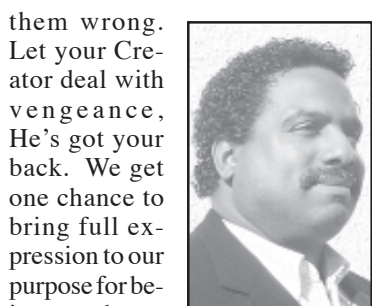 them wrong.
Let your Cre-
ator deal with
vengeance,
He's got your
back. We get
one chance to
bring full ex-
pression to our
purpose for be-